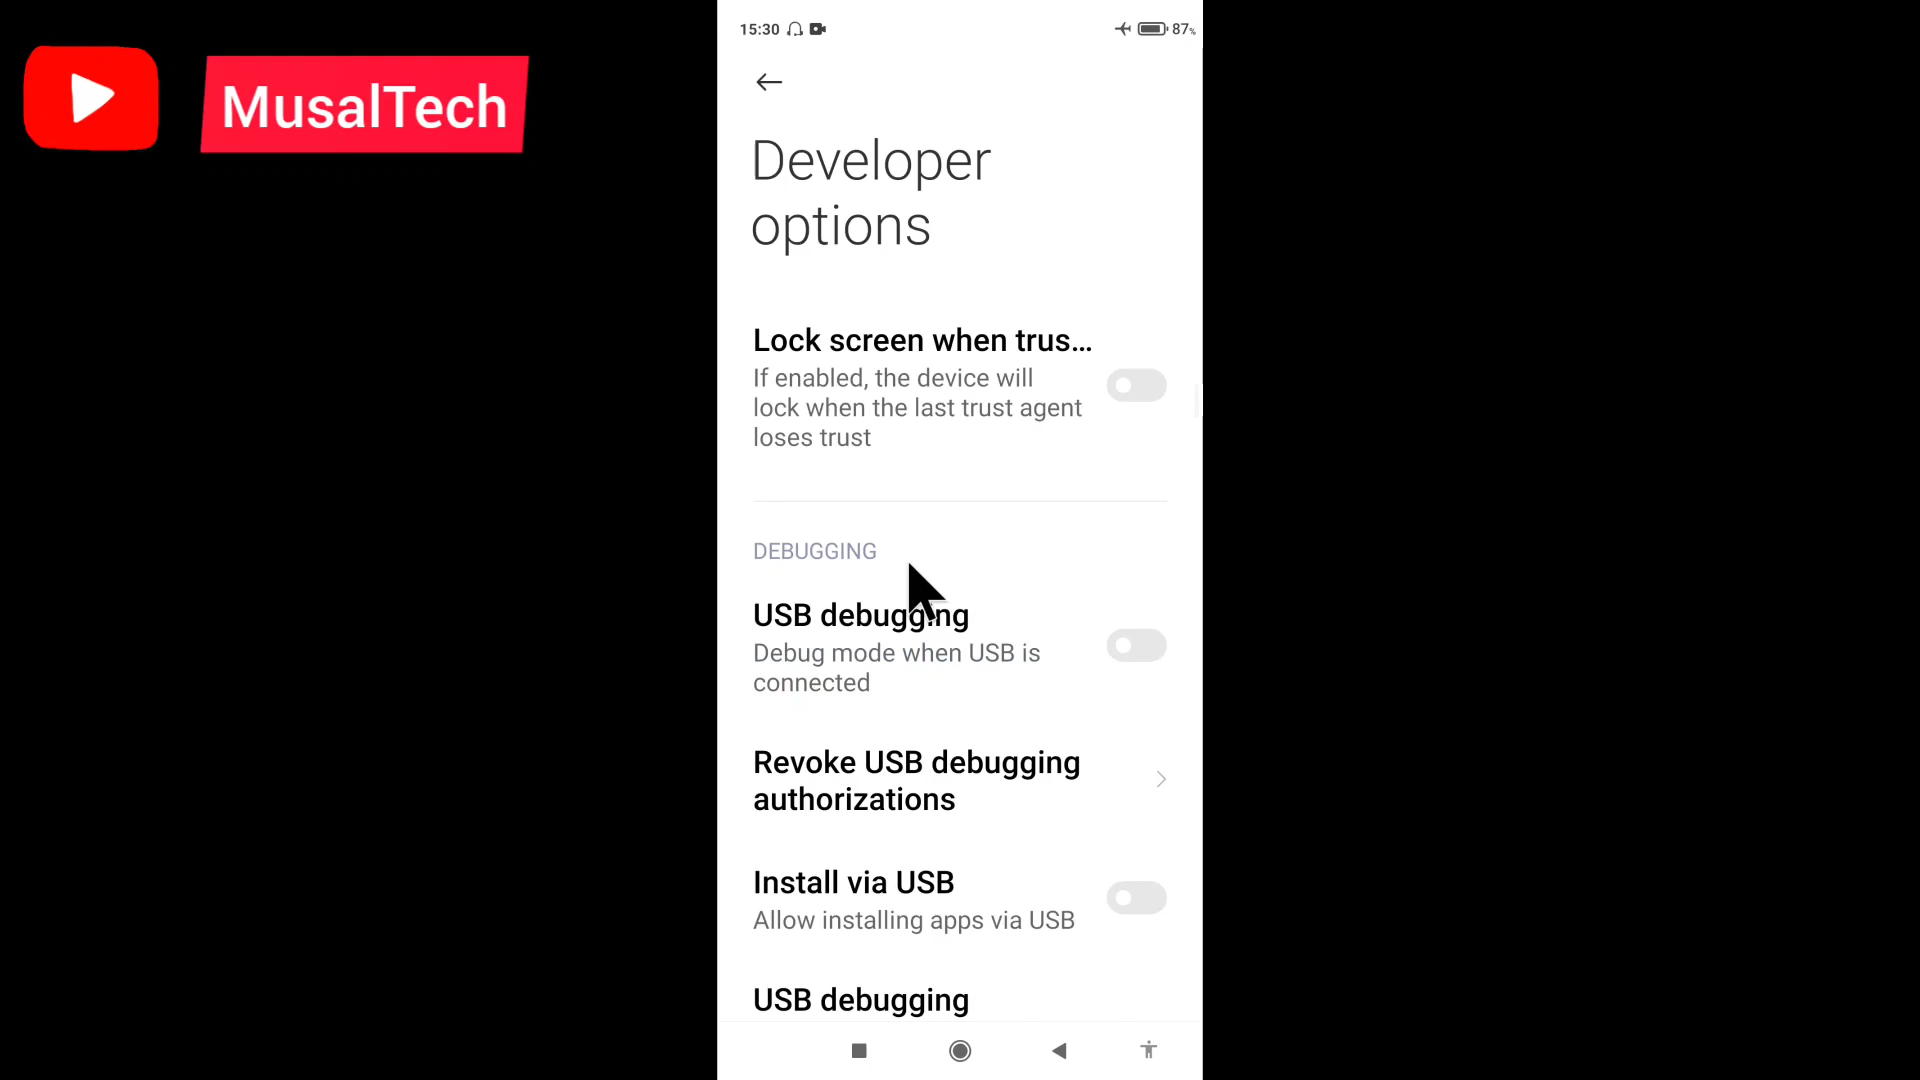 MusalTech
15:30
87%
Developer
options
Lock screen when trus...
If enabled, the device will
lock when the last trust agent
loses trust
DEBUGGING
USB debugging
Debug mode when USB is
connected
Revoke USB debugging
authorizations
Install via USB
Allow installing apps via USB
USB debugging